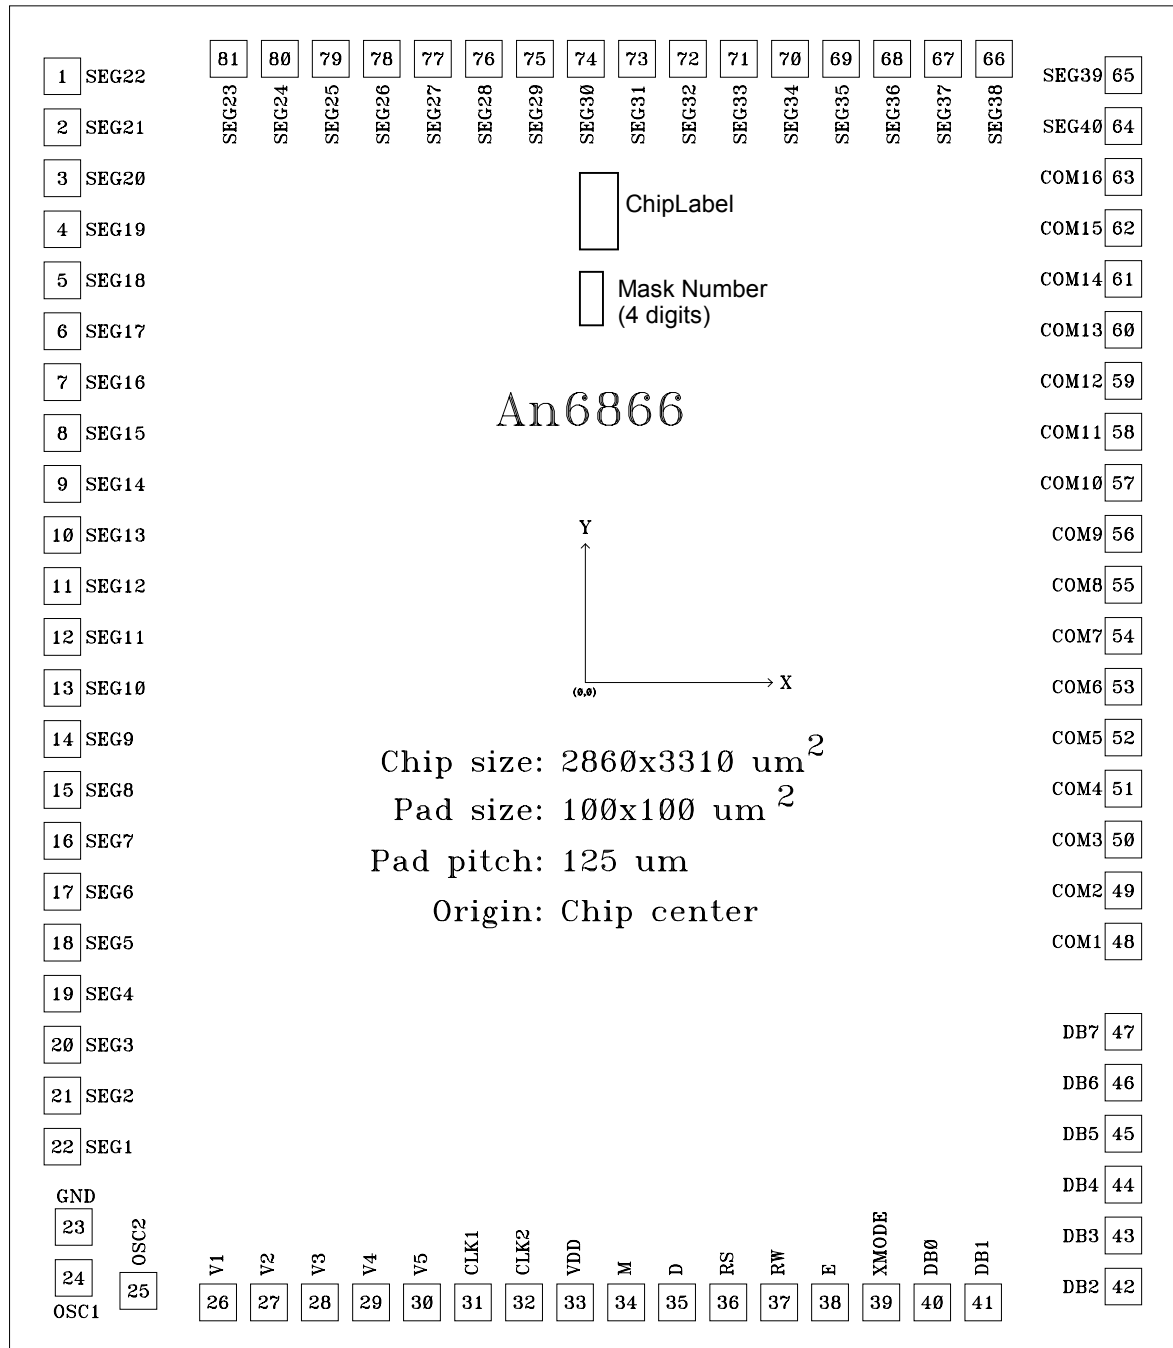 81 80 79 78 77 76 75 74 73 72 71 70 69 68 67 66
SEG23 SEG24 SEG25 SEG26 SEG27 SEG28 SEG29 SEG30 SEG31 SEG32 SEG33 SEG34 SEG35 SEG36 SEG37 SEG38
1 SEG22
2 SEG21
3 SEG20
4 SEG19
5 SEG18
6 SEG17
7 SEG16
8 SEG15
9 SEG14
10 SEG13
11 SEG12
12 SEG11
13 SEG10
14 SEG9
15 SEG8
16 SEG7
17 SEG6
18 SEG5
19 SEG4
20 SEG3
21 SEG2
22 SEG1
GND
23
24
OSC1
OSC2
25
ChipLabel
Mask Number
(4 digits)
An6866
Y
X
(0,0)
Chip size: 2860x3310 um²
Pad size: 100x100 um²
Pad pitch: 125 um
Origin: Chip center
SEG39 65
SEG40 64
COM16 63
COM15 62
COM14 61
COM13 60
COM12 59
COM11 58
COM10 57
COM9 56
COM8 55
COM7 54
COM6 53
COM5 52
COM4 51
COM3 50
COM2 49
COM1 48
DB7 47
DB6 46
DB5 45
DB4 44
DB3 43
DB2 42
V1 V2 V3 V4 V5 CLK1 CLK2 VDD M D RS RW E XMODE DB0 DB1
26 27 28 29 30 31 32 33 34 35 36 37 38 39 40 41